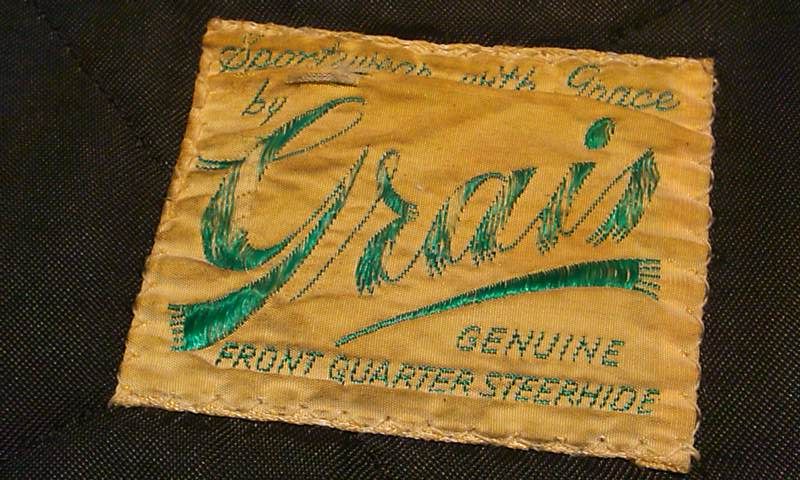 Sportswear with Grace
by
Grais
GENUINE
FRONT QUARTER STEERHIDE